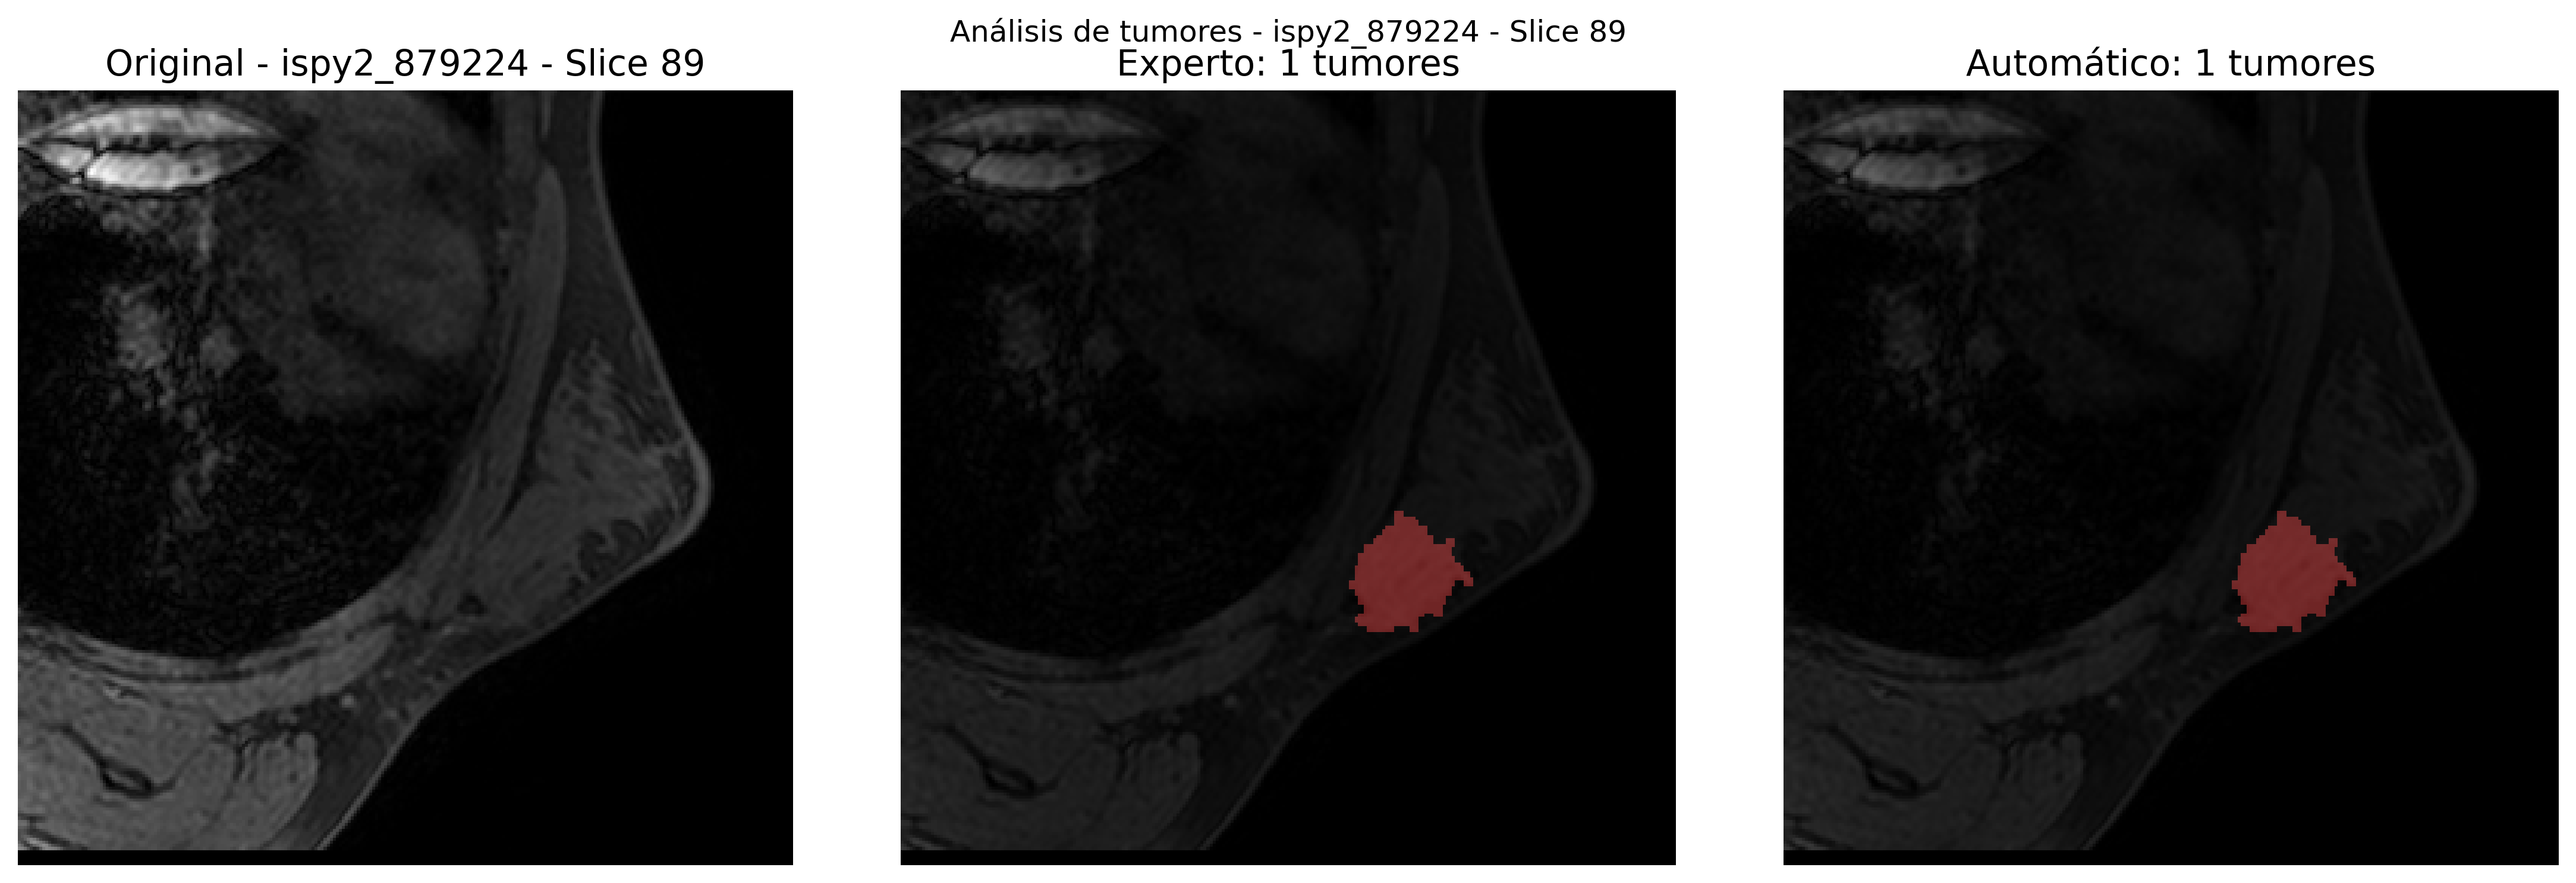 Análisis de tumores - ispy2_879224 - Slice 89
Original - ispy2_879224 - Slice 89
Experto: 1 tumores
Automático: 1 tumores